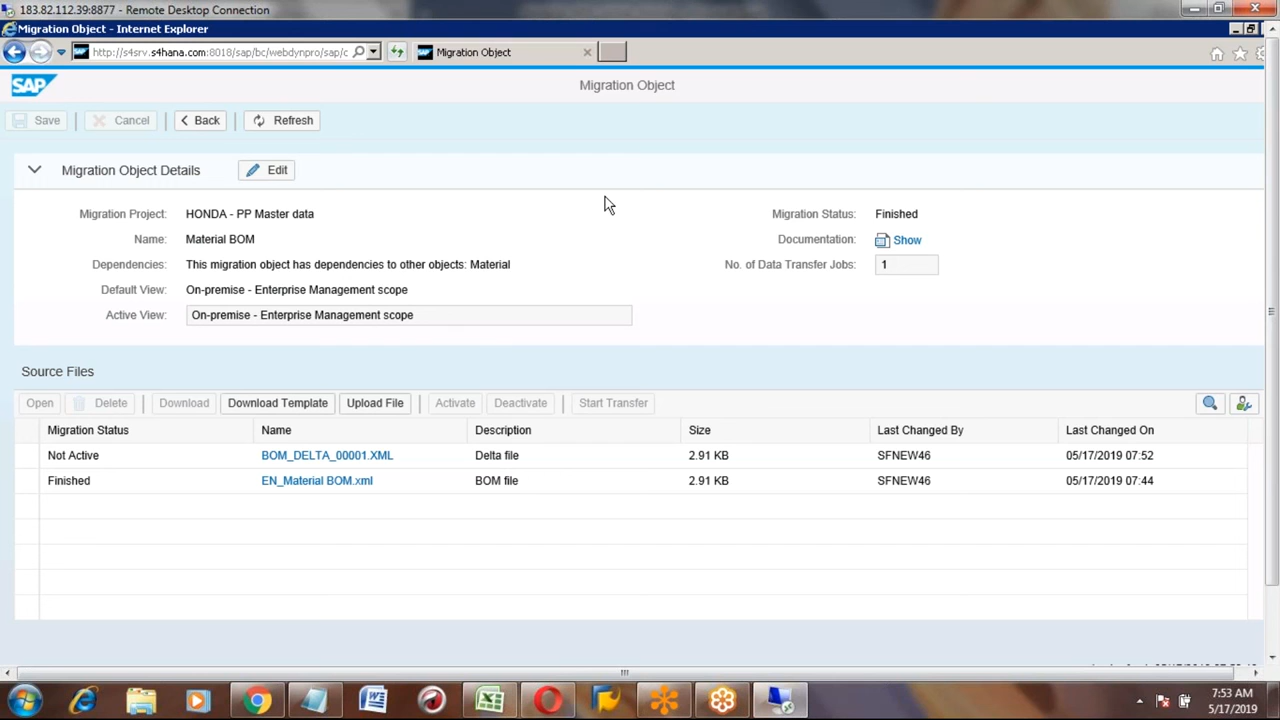 183.82.112.39:8877 - Remote Desktop Connection
Migration Object - Internet Explorer
http://s4srv.s4hana.com:8018/sap/bc/webdynpro/sap/c
Migration Object
SAP
Migration Object
Save
Cancel
Back
Refresh
Migration Object Details
Edit
Migration Project: HONDA - PP Master data
Migration Status: Finished
Name: Material BOM
Documentation: Show
Dependencies: This migration object has dependencies to other objects: Material
No. of Data Transfer Jobs: 1
Default View: On-premise - Enterprise Management scope
Active View: On-premise - Enterprise Management scope
Source Files
Open Delete Download Download Template Upload File Activate Deactivate Start Transfer
Migration Status Name Description Size Last Changed By Last Changed On
Not Active BOM_DELTA_00001.XML Delta file 2.91 KB SFNEW46 05/17/2019 07:52
Finished EN_Material BOM.xml BOM file 2.91 KB SFNEW46 05/17/2019 07:44
7:53 AM
5/17/2019